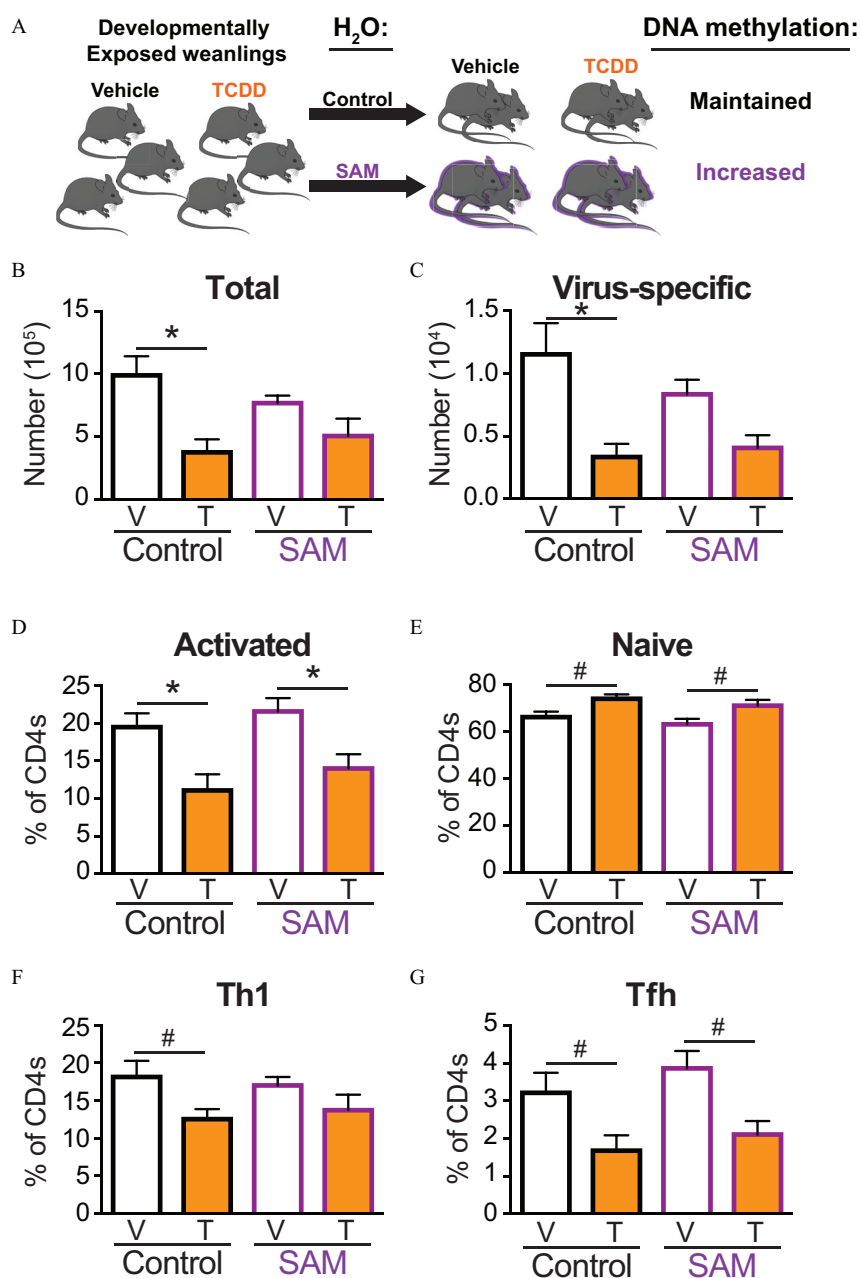 A
Developmentally
Exposed weanlings
H₂O:
DNA methylation:
Vehicle
TCDD
Control
Vehicle
TCDD
Maintained
SAM
Increased
B
Total
Number (10⁵)
15
10
5
0
*
V
T
V
T
Control
SAM
C
Virus-specific
Number (10⁴)
1.5
1.0
0.5
0.0
*
V
T
V
T
Control
SAM
D
Activated
% of CD4s
25
20
15
10
5
0
*
*
V
T
V
T
Control
SAM
E
Naive
% of CD4s
80
60
40
20
0
#
#
V
T
V
T
Control
SAM
F
Th1
% of CD4s
25
20
15
10
5
0
#
V
T
V
T
Control
SAM
G
Tfh
% of CD4s
5
4
3
2
1
0
#
#
V
T
V
T
Control
SAM